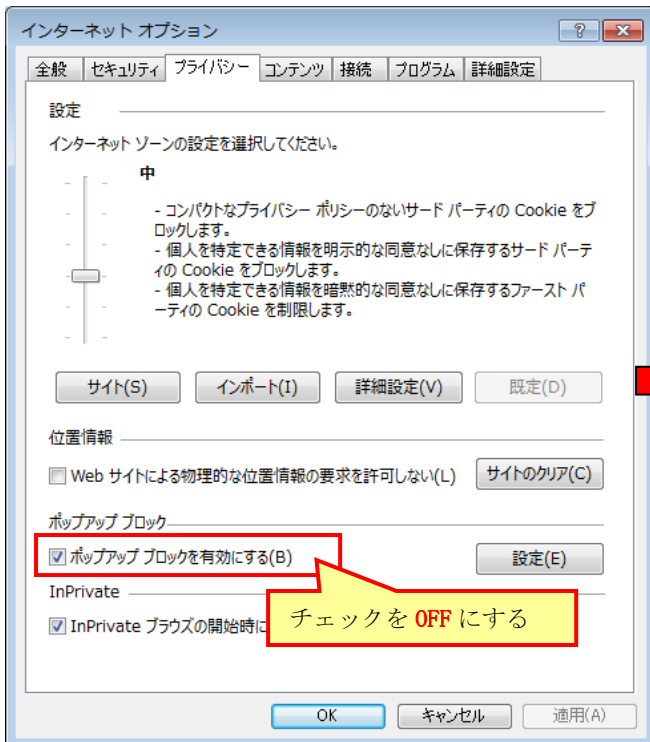 インターネット オプション
全般 セキュリティ プライバシー コンテンツ 接続 プログラム 詳細設定
設定
インターネット ゾーンの設定を選択してください。
中
- コンパクトなプライバシー ポリシーのないサード パーティの Cookie をブ
ロックします。
- 個人を特定できる情報を明示的な同意なしに保存するサード パーテ
ィの Cookie をブロックします。
- 個人を特定できる情報を暗黙的な同意なしに保存するファースト パ
ーティの Cookie を制限します。
サイト(S) インポート(I) 詳細設定(V) 既定(D)
位置情報
Web サイトによる物理的な位置情報の要求を許可しない(L) サイトのクリア(C)
ポップアップ ブロック
ポップアップ ブロックを有効にする(B) 設定(E)
InPrivate
チェックを OFF にする
InPrivate ブラウズの開始時に
OK キャンセル 適用(A)